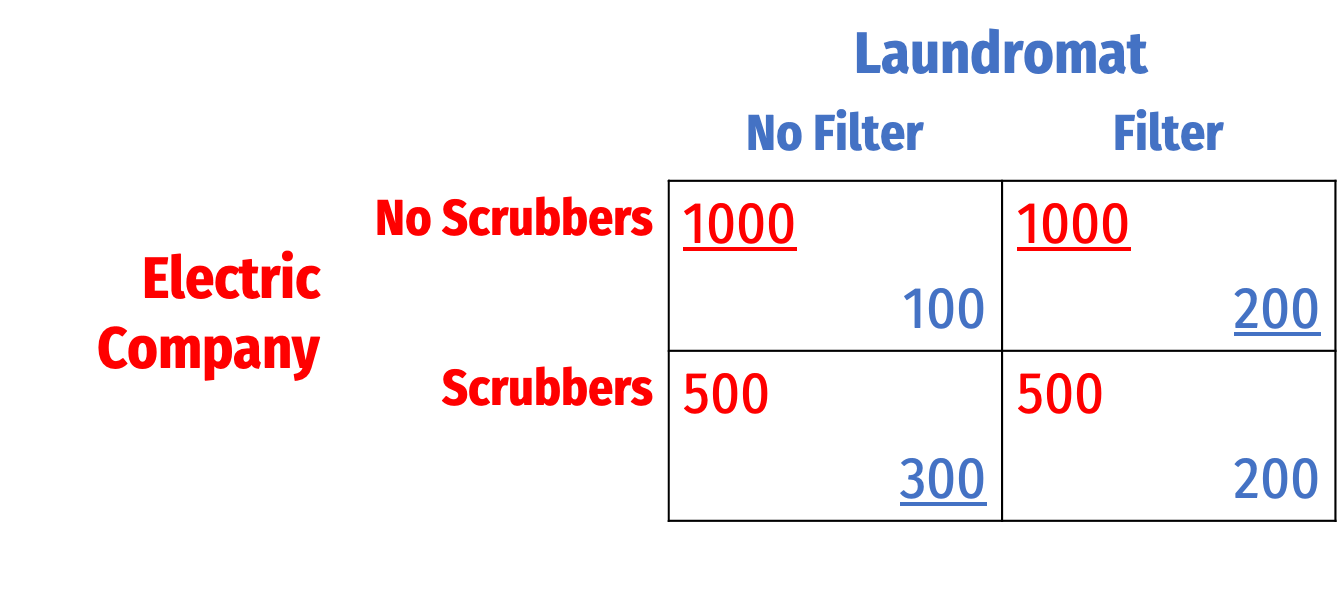 Laundromat
No Filter Filter
No Scrubbers 1000 1000
Electric
Company
100 200
Scrubbers 500 500
300 200